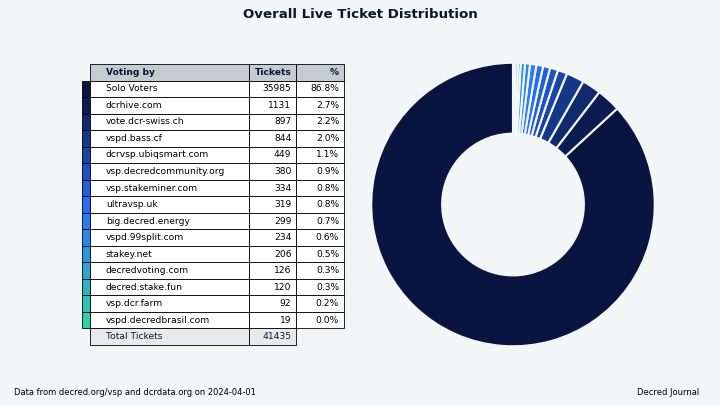 Overall Live Ticket Distribution
Voting by Tickets %
Solo Voters 35985 86.8%
dcrhive.com 1131 2.7%
vote.dcr-swiss.ch 897 2.2%
vspd.bass.cf 844 2.0%
dcrvsp.ubiqsmart.com 449 1.1%
vsp.decredcommunity.org 380 0.9%
vsp.stakeminer.com 334 0.8%
ultravsp.uk 319 0.8%
big.decred.energy 299 0.7%
vspd.99split.com 234 0.6%
stakey.net 206 0.5%
decredvoting.com 126 0.3%
decred.stake.fun 120 0.3%
vsp.dcr.farm 92 0.2%
vspd.decredbrasil.com 19 0.0%
Total Tickets 41435
Data from decred.org/vsp and dcrdata.org on 2024-04-01
Decred Journal